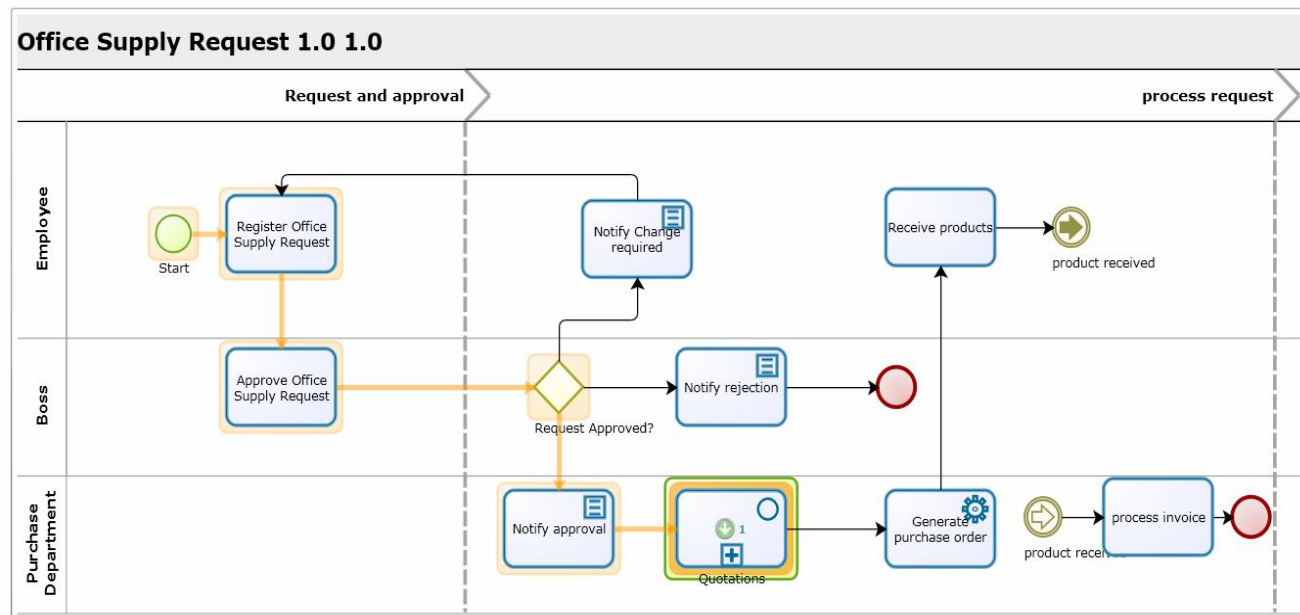 Office Supply Request 1.0 1.0
Request and approval
process request
Employee
Start
Register Office
Supply Request
Notify Change
required
Receive products
product received
Boss
Approve Office
Supply Request
Request Approved?
Notify rejection
Purchase
Department
Notify approval
1
Quotations
Generate
purchase order
product received
process invoice